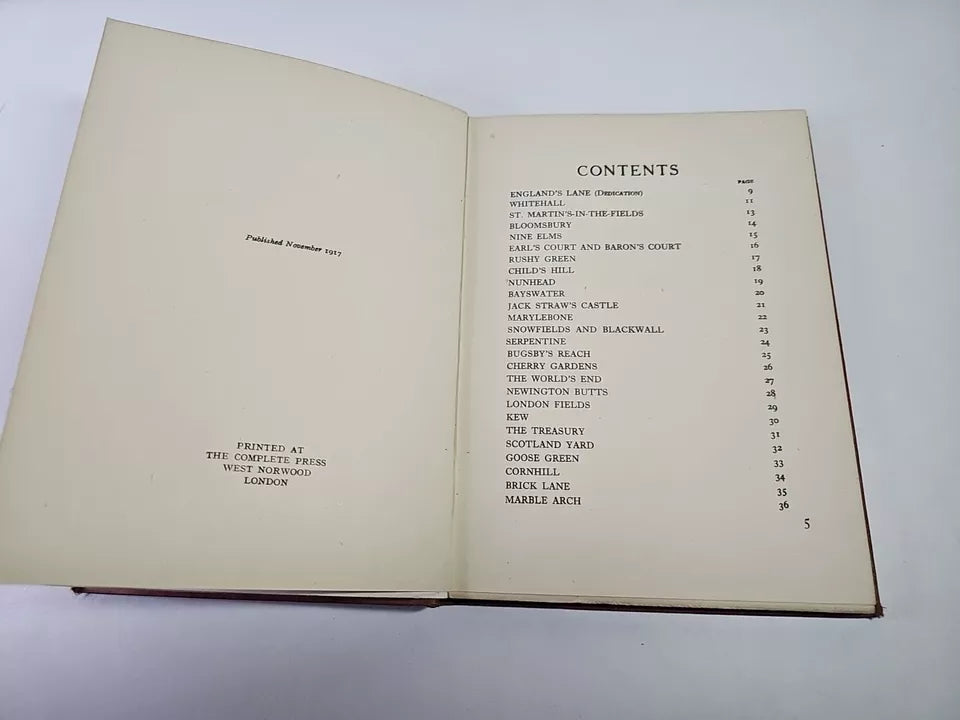 Published November 1917
PRINTED AT
THE COMPLETE PRESS
WEST NORWOOD
LONDON
CONTENTS
PAGE
ENGLAND'S LANE (DEDICATION) 9
WHITEHALL 11
ST. MARTIN'S-IN-THE-FIELDS 13
BLOOMSBURY 14
NINE ELMS 15
EARL'S COURT AND BARON'S COURT 16
RUSHY GREEN 17
CHILD'S HILL 18
NUNHEAD 19
BAYSWATER 20
JACK STRAW'S CASTLE 21
MARYLEBONE 22
SNOWFIELDS AND BLACKWALL 23
SERPENTINE 24
BUGSBY'S REACH 25
CHERRY GARDENS 26
THE WORLD'S END 27
NEWINGTON BUTTS 28
LONDON FIELDS 29
KEW 30
THE TREASURY 31
SCOTLAND YARD 32
GOOSE GREEN 33
CORNHILL 34
BRICK LANE 35
MARBLE ARCH 36
5